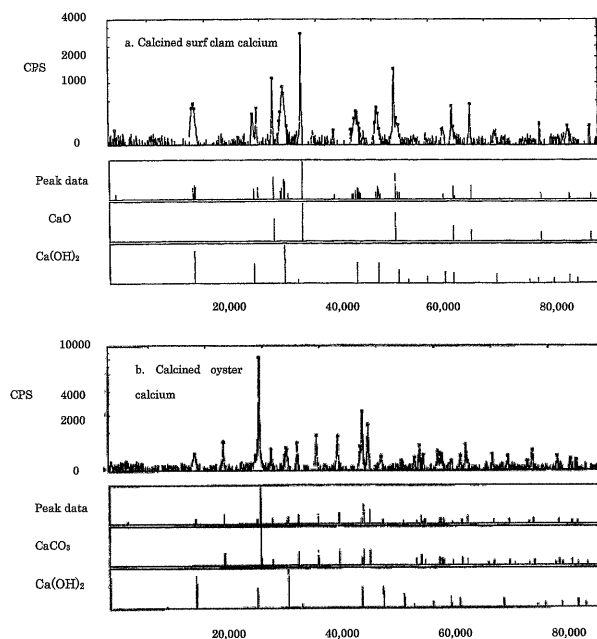 4000
a. Calcined surf clam calcium
2000
CPS
1000
0
Peak data
CaO
Ca(OH)₂
20,000 40,000 60,000 80,000
10000
b. Calcined oyster
calcium
CPS
4000
2000
0
Peak data
CaCO₃
Ca(OH)₂
20,000 40,000 60,000 80,000